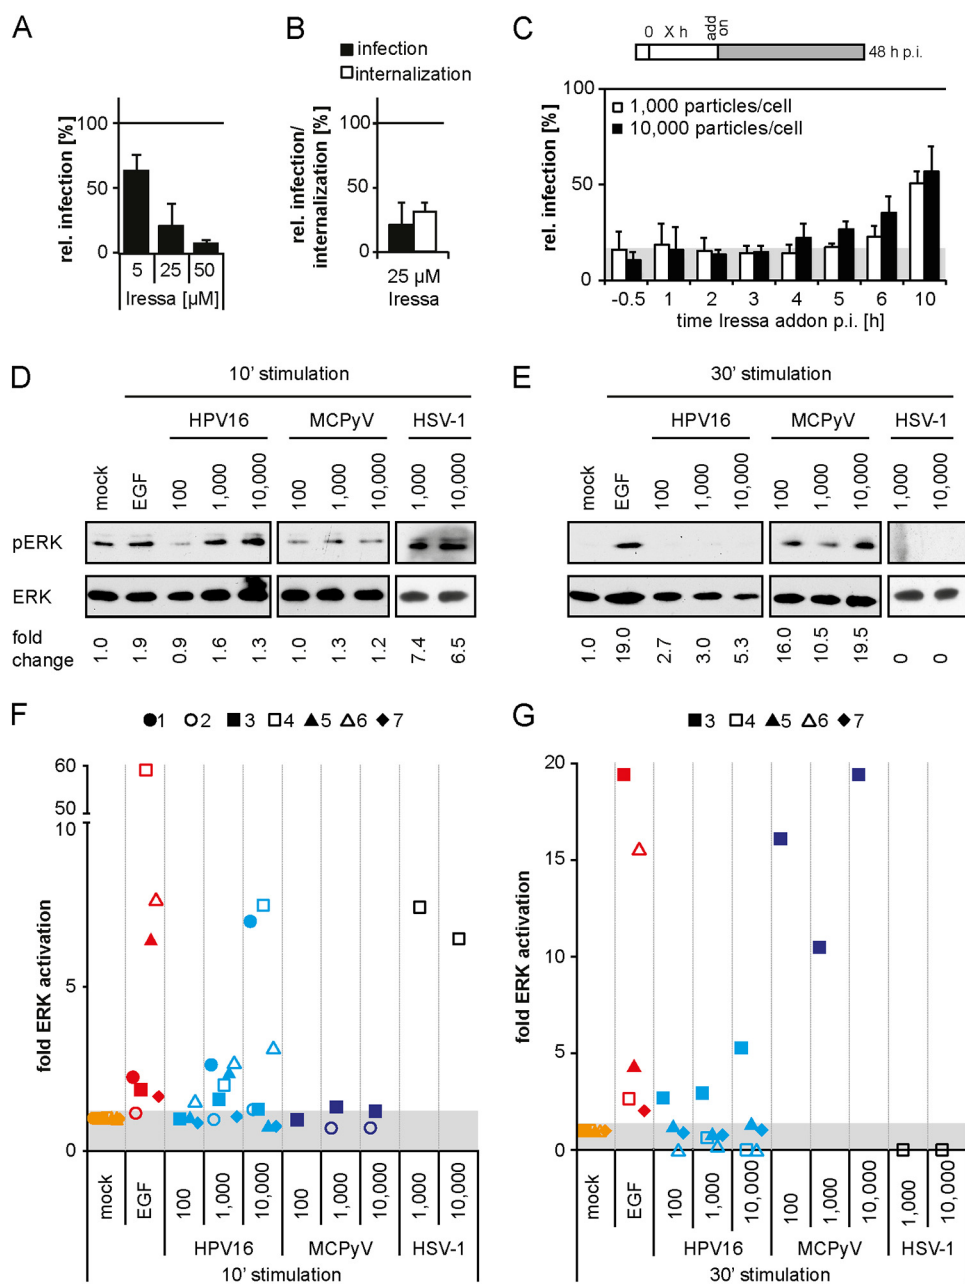 A
rel. infection [%]
100
50
0
5 25 50
Iressa [µM]
B
infection
internalization
rel. infection/
internalization [%]
100
50
0
25 µM
Iressa
C
0 X h add on 48 h p.i.
rel. infection [%]
100
50
0
1,000 particles/cell
10,000 particles/cell
-0.5 1 2 3 4 5 6 10
time Iressa addon p.i. [h]
D
10' stimulation
HPV16 MCPyV HSV-1
mock EGF 100 1,000 10,000 100 1,000 10,000 1,000 10,000
pERK
ERK
fold change 1.0 1.9 0.9 1.6 1.3 1.0 1.3 1.2 7.4 6.5
E
30' stimulation
HPV16 MCPyV HSV-1
mock EGF 100 1,000 10,000 100 1,000 10,000 1,000 10,000
1.0 19.0 2.7 3.0 5.3 16.0 10.5 19.5 0 0
F
1 2 3 4 5 6 7
fold ERK activation
60
50
10
5
0
mock EGF 100 1,000 10,000 100 1,000 10,000 1,000 10,000
HPV16 MCPyV HSV-1
10' stimulation
G
3 4 5 6 7
fold ERK activation
20
15
10
5
0
mock EGF 100 1,000 10,000 100 1,000 10,000 1,000 10,000
HPV16 MCPyV HSV-1
30' stimulation